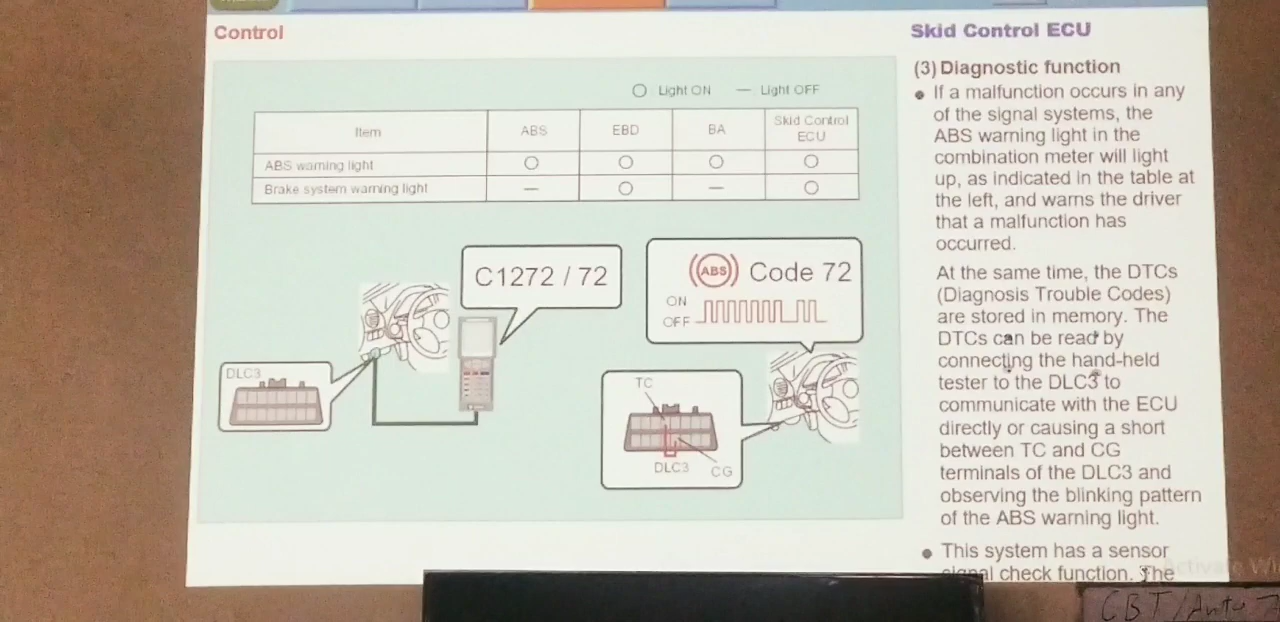 Control
Skid Control ECU
Light ON — Light OFF
Item ABS EBD BA Skid Control ECU
ABS warning light
Brake system warning light —  —
C1272 / 72
ABS Code 72
ON
OFF
DLC3
TC
DLC3
CG
(3) Diagnostic function
● If a malfunction occurs in any
of the signal systems, the
ABS warning light in the
combination meter will light
up, as indicated in the table at
the left, and warns the driver
that a malfunction has
occurred.
At the same time, the DTCs
(Diagnosis Trouble Codes)
are stored in memory. The
DTCs can be read by
connecting the hand-held
tester to the DLC3 to
communicate with the ECU
directly or causing a short
between TC and CG
terminals of the DLC3 and
observing the blinking pattern
of the ABS warning light.
● This system has a sensor
signal check function. The
Activate Wi
CBT/Auto